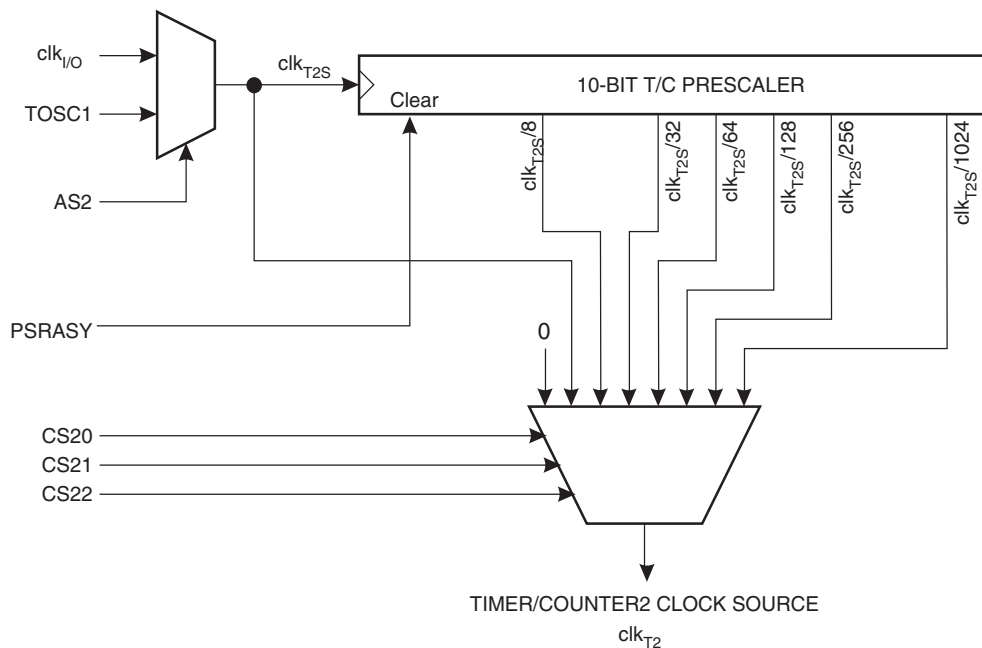 clkI/O
clkT2S
10-BIT T/C PRESCALER
TOSC1
Clear
clkT2S/8
clkT2S/32
clkT2S/64
clkT2S/128
clkT2S/256
clkT2S/1024
AS2
PSRASY
0
CS20
CS21
CS22
TIMER/COUNTER2 CLOCK SOURCE
clkT2